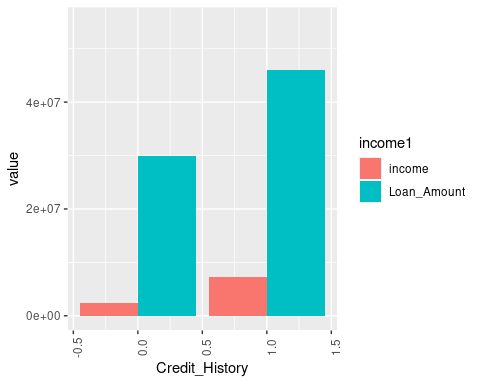 4e+07
2e+07
0e+00
value
-0.5
0.0
0.5
1.0
1.5
Credit_History
income1
income
Loan_Amount